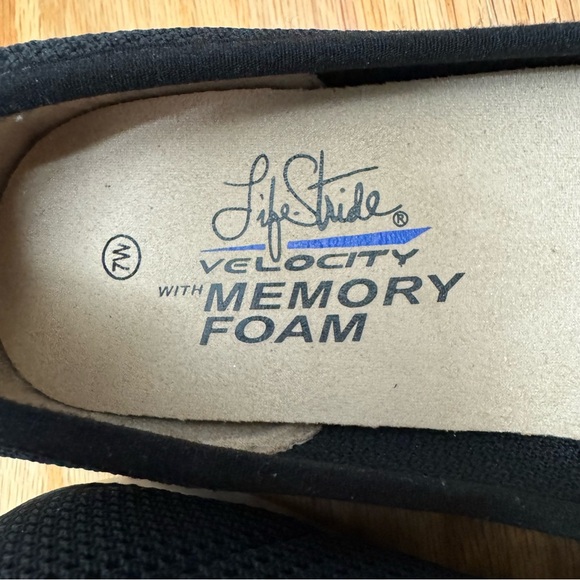 LifeStride®
VELOCITY
WITH MEMORY
FOAM
7W